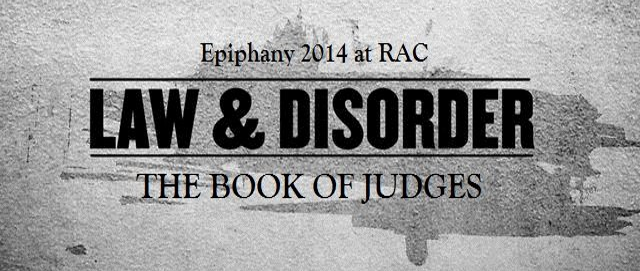 Epiphany 2014 at RAC
LAW & DISORDER
THE BOOK OF JUDGES